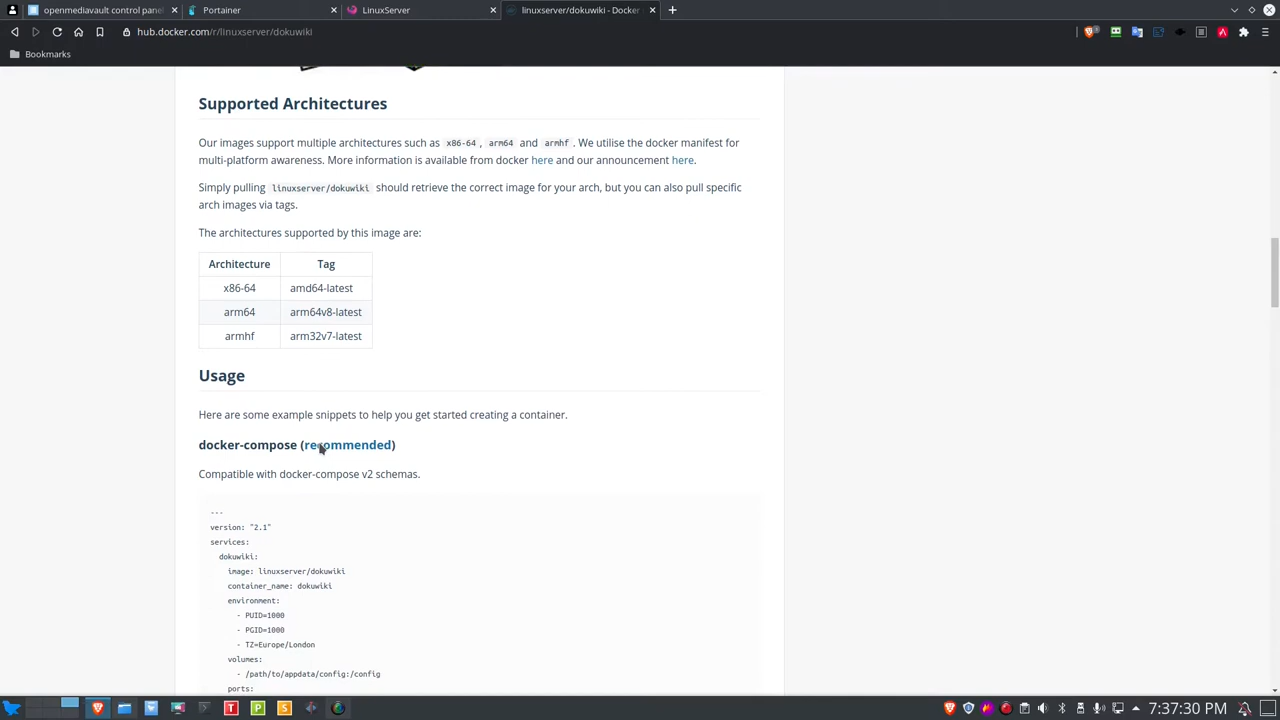 openmediavault control panel
Portainer
LinuxServer
linuxserver/dokuwiki - Docker
hub.docker.com/r/linuxserver/dokuwiki
Bookmarks
Supported Architectures
Our images support multiple architectures such as x86-64, arm64 and armhf. We utilise the docker manifest for
multi-platform awareness. More information is available from docker here and our announcement here.
Simply pulling linuxserver/dokuwiki should retrieve the correct image for your arch, but you can also pull specific
arch images via tags.
The architectures supported by this image are:
Architecture Tag
x86-64 amd64-latest
arm64 arm64v8-latest
armhf arm32v7-latest
Usage
Here are some example snippets to help you get started creating a container.
docker-compose (recommended)
Compatible with docker-compose v2 schemas.
---
version: "2.1"
services:
dokuwiki:
image: linuxserver/dokuwiki
container_name: dokuwiki
environment:
- PUID=1000
- PGID=1000
- TZ=Europe/London
volumes:
- /path/to/appdata/config:/config
ports:
T P S 7:37:30 PM